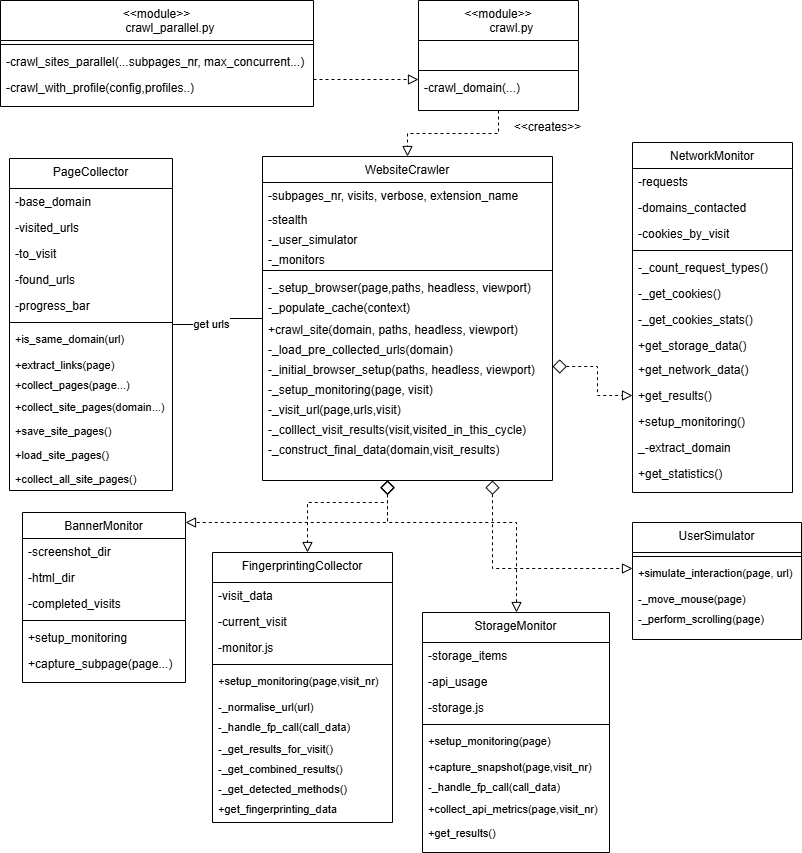 <<module>>
crawl_parallel.py
-crawl_sites_parallel(...subpages_nr, max_concurrent...)
-crawl_with_profile(config,profiles..)
<<module>>
crawl.py
-crawl_domain(...)
<<creates>>
PageCollector
-base_domain
-visited_urls
-to_visit
-found_urls
-progress_bar
+is_same_domain(url)
+extract_links(page)
+collect_pages(page...)
+collect_site_pages(domain...)
+save_site_pages()
+load_site_pages()
+collect_all_site_pages()
get urls
WebsiteCrawler
-subpages_nr, visits, verbose, extension_name
-stealth
-_user_simulator
-_monitors
-_setup_browser(page,paths, headless, viewport)
-_populate_cache(context)
+crawl_site(domain, paths, headless, viewport)
-_load_pre_collected_urls(domain)
-_initial_browser_setup(paths, headless, viewport)
-_setup_monitoring(page, visit)
-_visit_url(page,urls,visit)
-_colllect_visit_results(visit,visited_in_this_cycle)
-_construct_final_data(domain,visit_results)
NetworkMonitor
-requests
-domains_contacted
-cookies_by_visit
-_count_request_types()
-_get_cookies()
-_get_cookies_stats()
+get_storage_data()
+get_network_data()
+get_results()
+setup_monitoring()
_-extract_domain
+get_statistics()
BannerMonitor
-screenshot_dir
-html_dir
-completed_visits
+setup_monitoring
+capture_subpage(page...)
FingerprintingCollector
-visit_data
-current_visit
-monitor.js
+setup_monitoring(page,visit_nr)
-_normalise_url(url)
-_handle_fp_call(call_data)
-_get_results_for_visit()
-_get_combined_results()
-_get_detected_methods()
+get_fingerprinting_data
StorageMonitor
-storage_items
-api_usage
-storage.js
+setup_monitoring(page)
+capture_snapshot(page,visit_nr)
-_handle_fp_call(call_data)
+collect_api_metrics(page,visit_nr)
+get_results()
UserSimulator
+simulate_interaction(page, url)
-_move_mouse(page)
-_perform_scrolling(page)